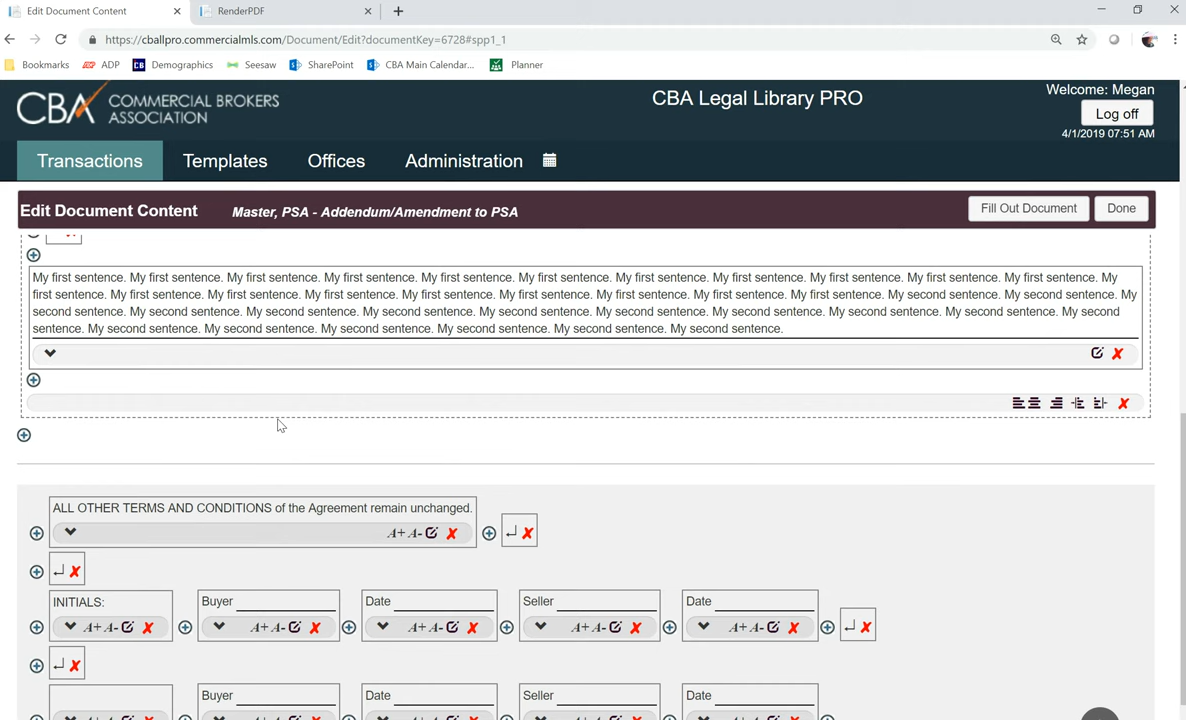 Edit Document Content
RenderPDF
https://cballpro.commercialmls.com/Document/Edit?documentKey=6728#spp1_1
Bookmarks ADP CB Demographics Seesaw SharePoint CBA Main Calendar... Planner
CBA COMMERCIAL BROKERS ASSOCIATION
CBA Legal Library PRO
Welcome: Megan
Log off
4/1/2019 07:51 AM
Transactions Templates Offices Administration
Edit Document Content Master, PSA - Addendum/Amendment to PSA Fill Out Document Done
My first sentence. My first sentence. My first sentence. My first sentence. My first sentence. My first sentence. My first sentence. My first sentence. My first sentence. My first sentence. My first sentence. My
first sentence. My first sentence. My first sentence. My first sentence. My first sentence. My first sentence. My first sentence. My first sentence. My second sentence. My second sentence. My
second sentence. My second sentence. My second sentence. My second sentence. My second sentence. My second sentence. My second sentence. My second sentence. My second sentence. My second
sentence. My second sentence. My second sentence. My second sentence. My second sentence. My second sentence. My second sentence.
ALL OTHER TERMS AND CONDITIONS of the Agreement remain unchanged.
A+ A-
INITIALS: Buyer Date Seller Date
A+ A- A+ A- A+ A- A+ A- A+ A-
Buyer Date Seller Date